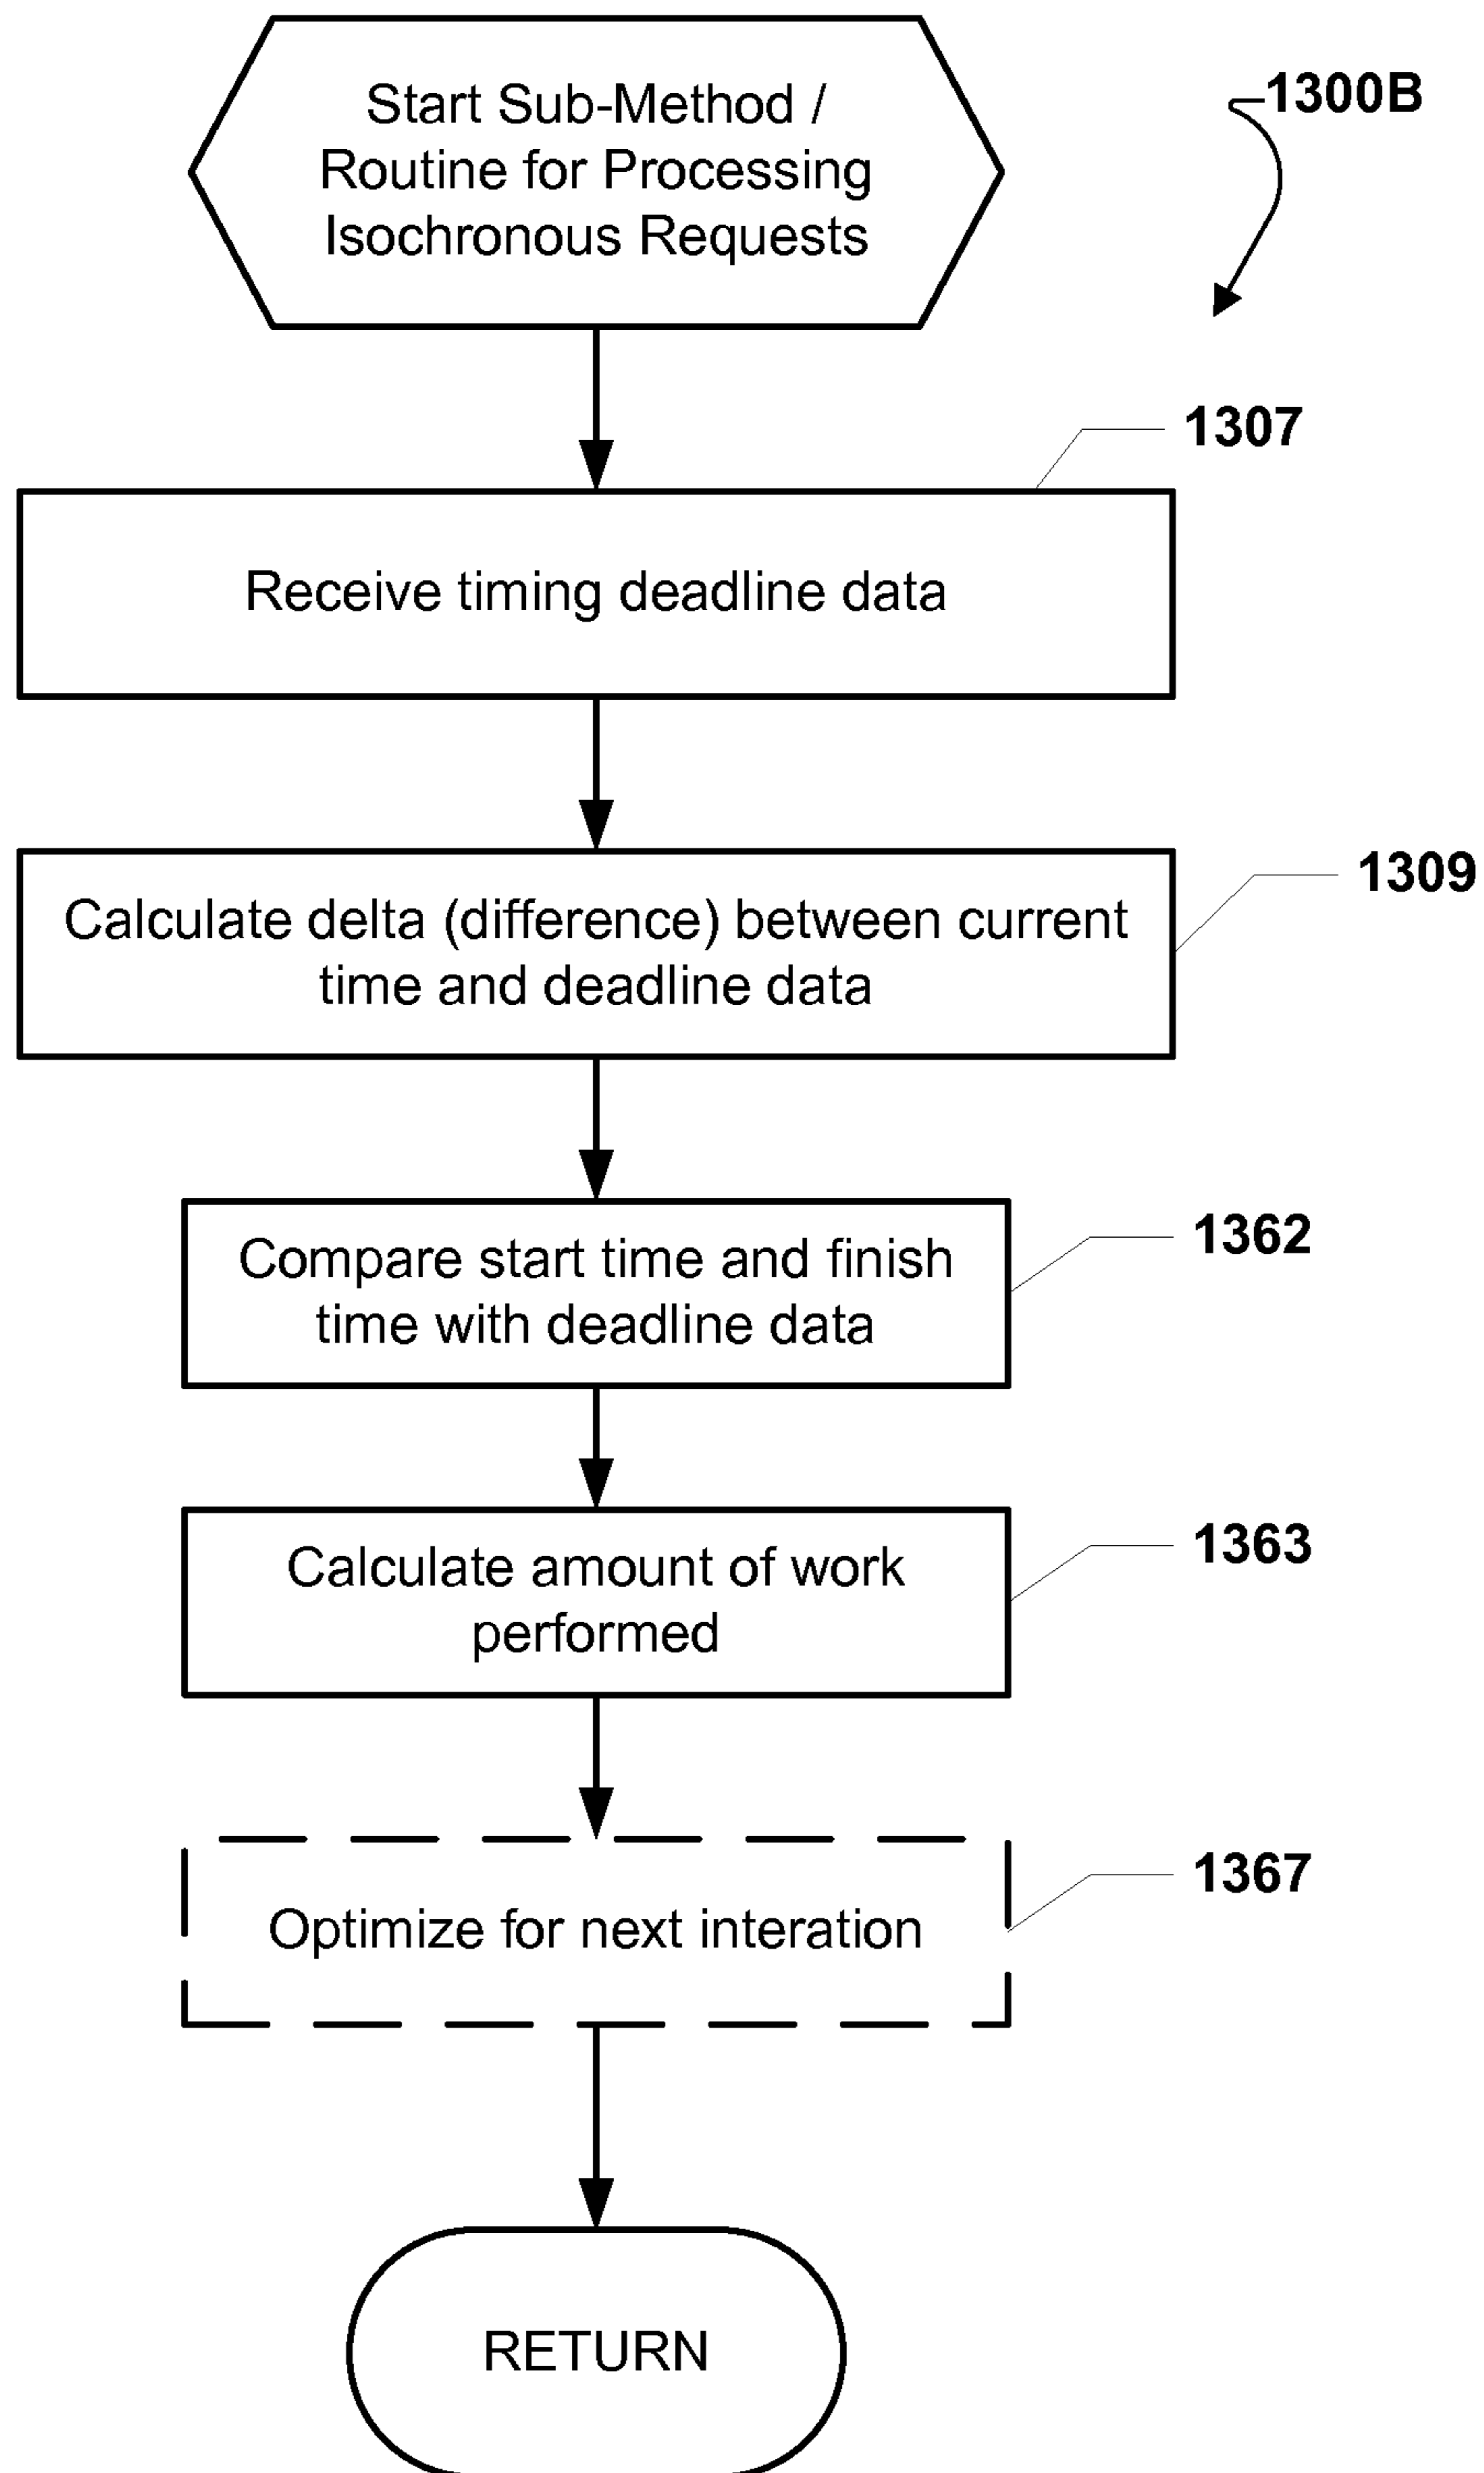 Start Sub-Method /
Routine for Processing
Isochronous Requests
1300B
1307
Receive timing deadline data
1309
Calculate delta (difference) between current
time and deadline data
1362
Compare start time and finish
time with deadline data
1363
Calculate amount of work
performed
1367
Optimize for next interation
RETURN